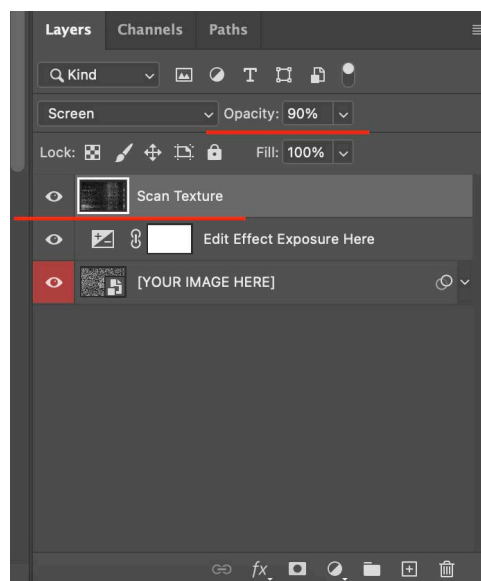 Layers Channels Paths
Kind T
Screen Opacity: 90%
Lock: Fill: 100%
Scan Texture
Edit Effect Exposure Here
[YOUR IMAGE HERE]
fx